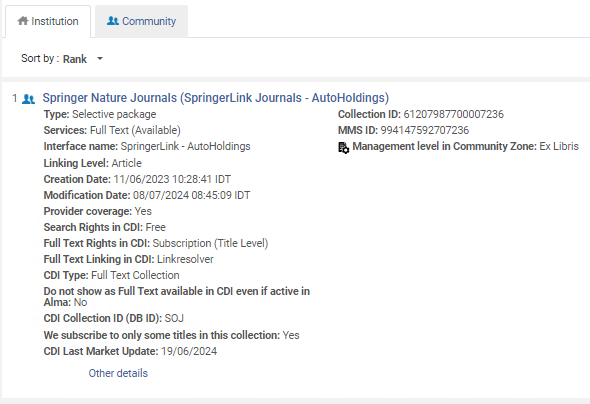 Institution
Community
Sort by : Rank
1 Springer Nature Journals (SpringerLink Journals - AutoHoldings)
Type: Selective package
Collection ID: 61207987700007236
Services: Full Text (Available)
MMS ID: 994147592707236
Interface name: SpringerLink - AutoHoldings
Management level in Community Zone: Ex Libris
Linking Level: Article
Creation Date: 11/06/2023 10:28:41 IDT
Modification Date: 08/07/2024 08:45:09 IDT
Provider coverage: Yes
Search Rights in CDI: Free
Full Text Rights in CDI: Subscription (Title Level)
Full Text Linking in CDI: Linkresolver
CDI Type: Full Text Collection
Do not show as Full Text available in CDI even if active in
Alma: No
CDI Collection ID (DB ID): SOJ
We subscribe to only some titles in this collection: Yes
CDI Last Market Update: 19/06/2024
Other details